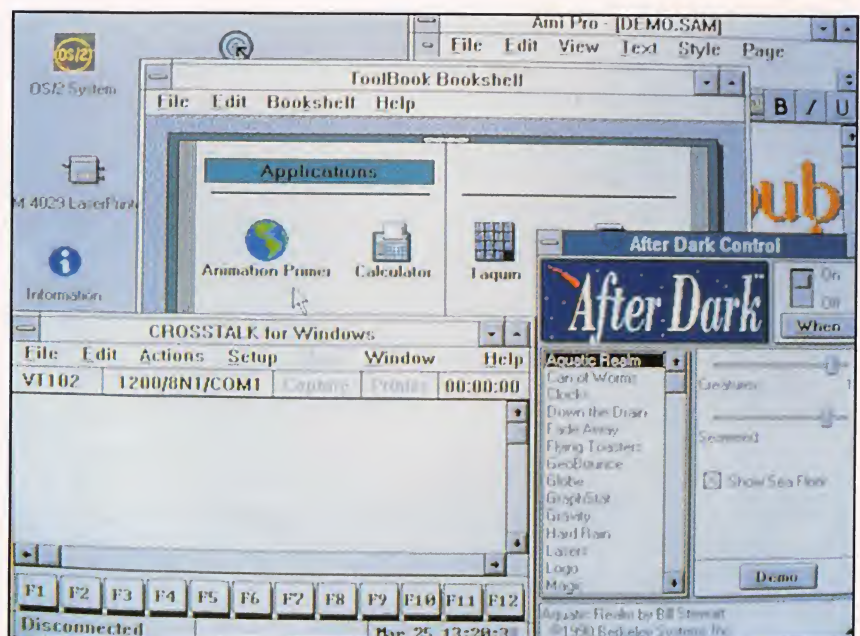 OS/2
OS/2 System
M 4029 LaserPrinte
Information
Ami Pro - [DEMO.SAM]
File Edit View Text Style Page
B I U
oup
ToolBook Bookshelf
File Edit Bookshelf Help
Applications
Animation Primer Calculator Taquin
After Dark Control
After Dark
On
Off
When
Aquatic Realm
Can of Worms
Clocks
Down the Drain
Fade Away
Flying Toasters
GeoBounce
Globe
GraphStat
Gravity
Hard Rain
Lasers
Logo
Magic
Creatures: 1
Seaweed:
Show Sea Floor
Demo
Aquatic Realm by Bill Stewart
©1990 Berkeley Systems Inc.
CROSSTALK for Windows
File Edit Actions Setup Window Help
VT102 1200/8N1/COM1 Capture Printer 00:00:00
F1 F2 F3 F4 F5 F6 F7 F8 F9 F10 F11 F12
Disconnected Mar 25 13:20:3